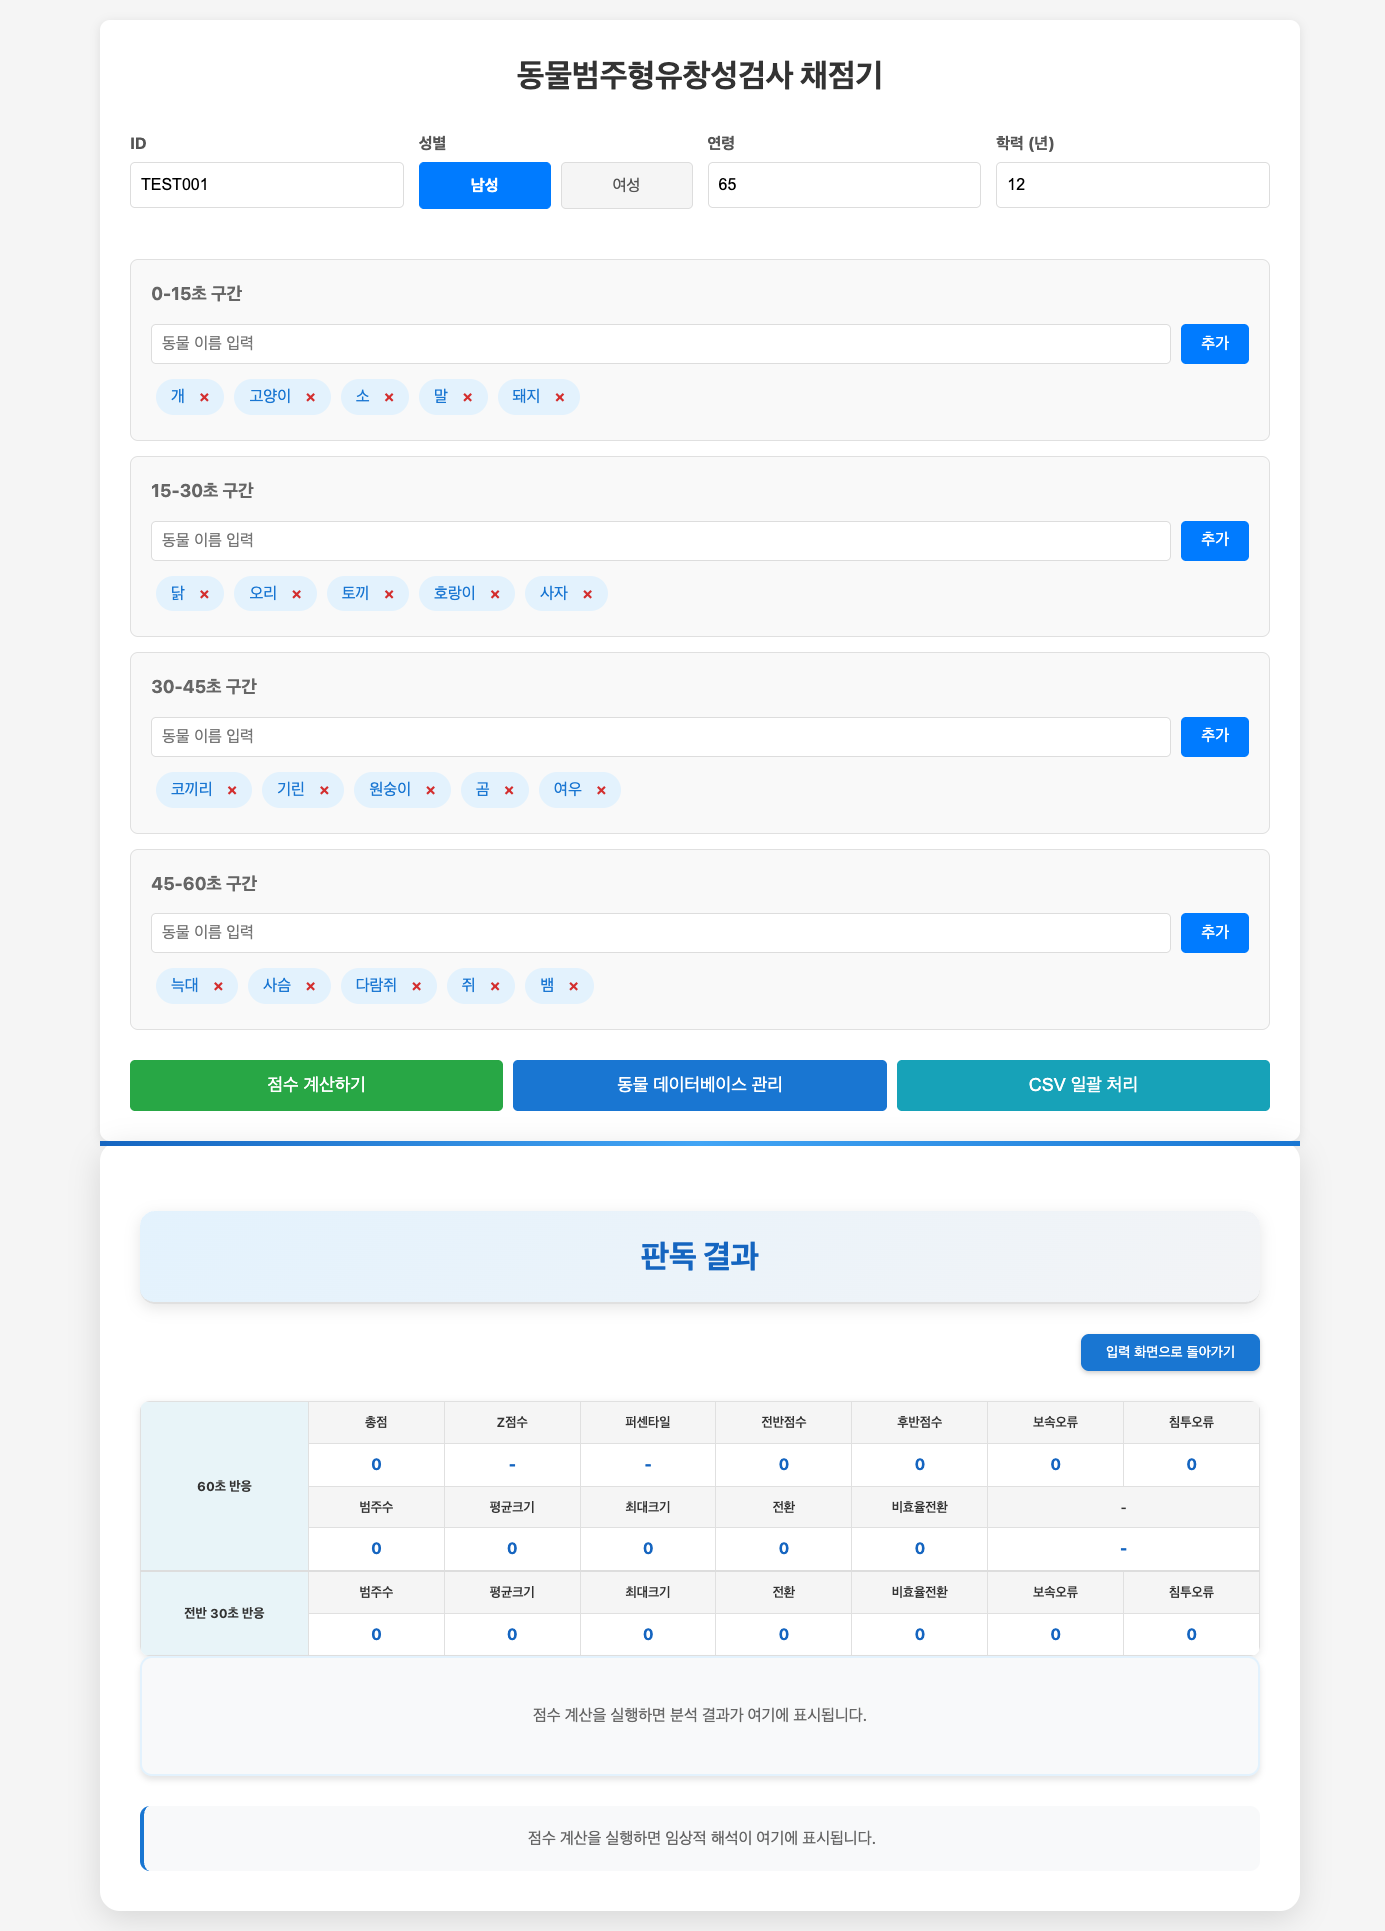 동물범주형유창성검사 채점기
ID 성별 연령 학력 (년)
TEST001 남성 여성 65 12
0-15초 구간
동물 이름 입력 추가
개 × 고양이 × 소 × 말 × 돼지 ×
15-30초 구간
동물 이름 입력 추가
닭 × 오리 × 토끼 × 호랑이 × 사자 ×
30-45초 구간
동물 이름 입력 추가
코끼리 × 기린 × 원숭이 × 곰 × 여우 ×
45-60초 구간
동물 이름 입력 추가
늑대 × 사슴 × 다람쥐 × 쥐 × 뱀 ×
점수 계산하기 동물 데이터베이스 관리 CSV 일괄 처리
판독 결과
입력 화면으로 돌아가기
총점 Z점수 퍼센타일 전반점수 후반점수 보속오류 침투오류
0 - - 0 0 0 0
60초 반응
범주수 평균크기 최대크기 전환 비효율전환 -
0 0 0 0 0 -
범주수 평균크기 최대크기 전환 비효율전환 보속오류 침투오류
전반 30초 반응
0 0 0 0 0 0 0
점수 계산을 실행하면 분석 결과가 여기에 표시됩니다.
점수 계산을 실행하면 임상적 해석이 여기에 표시됩니다.